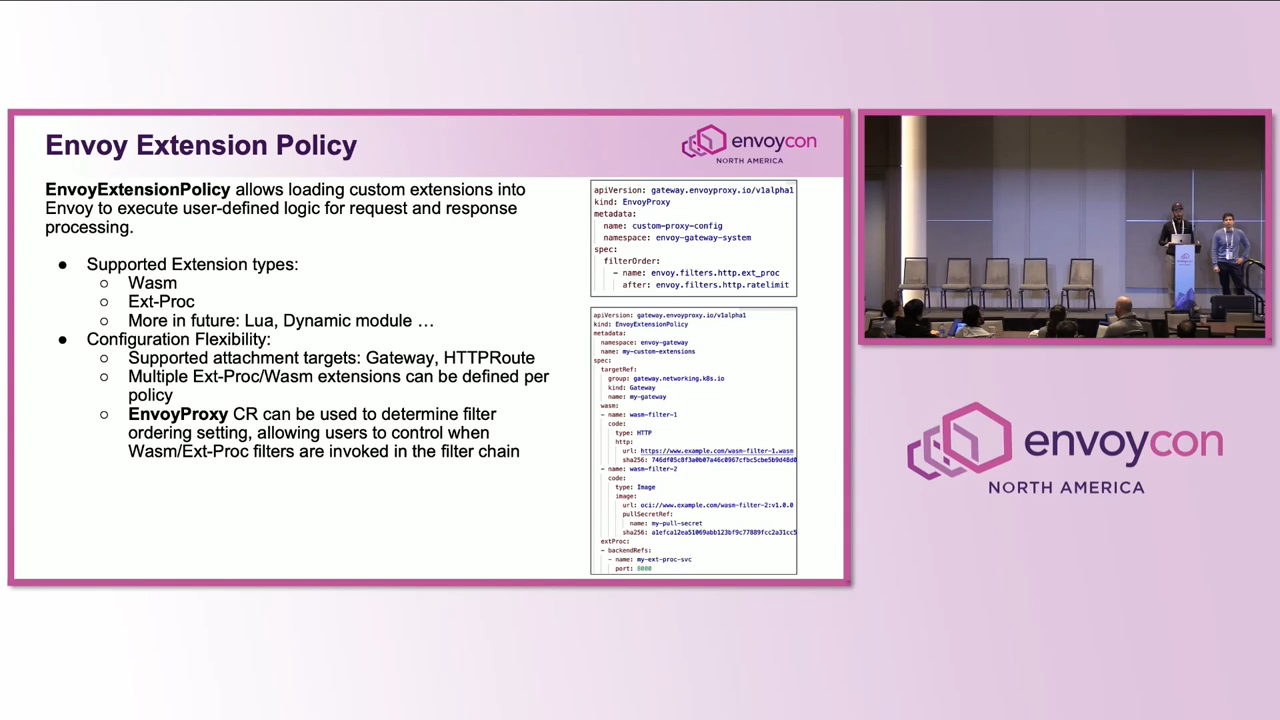 Envoy Extension Policy
envoycon
NORTH AMERICA
EnvoyExtensionPolicy allows loading custom extensions into
Envoy to execute user-defined logic for request and response
processing.
● Supported Extension types:
○ Wasm
○ Ext-Proc
○ More in future: Lua, Dynamic module …
● Configuration Flexibility:
○ Supported attachment targets: Gateway, HTTPRoute
○ Multiple Ext-Proc/Wasm extensions can be defined per
policy
○ EnvoyProxy CR can be used to determine filter
ordering setting, allowing users to control when
Wasm/Ext-Proc filters are invoked in the filter chain
apiVersion: gateway.envoyproxy.io/v1alpha1
kind: EnvoyProxy
metadata:
name: custom-proxy-config
namespace: envoy-gateway-system
spec:
filterOrder:
- name: envoy.filters.http.ext_proc
after: envoy.filters.http.ratelimit
apiVersion: gateway.envoyproxy.io/v1alpha1
kind: EnvoyExtensionPolicy
metadata:
namespace: envoy-gateway
name: my-custom-extensions
spec:
targetRef:
group: gateway.networking.k8s.io
kind: Gateway
name: my-gateway
wasm:
- name: wasm-filter-1
code:
type: HTTP
http:
url: https://www.example.com/wasm-filter-1.wasm
sha256: 746df05c8f3a0b07a46c0967cfbc5cbe5b9d48d0
- name: wasm-filter-2
code:
type: Image
image:
url: oci://www.example.com/wasm-filter-2:v1.0.0
pullSecretRef:
name: my-pull-secret
sha256: a1efca12ea51069abb123bf9c77889fcc2a31cc5
extProc:
- backendRefs:
- name: my-ext-proc-svc
port: 8080
envoycon
NORTH AMERICA